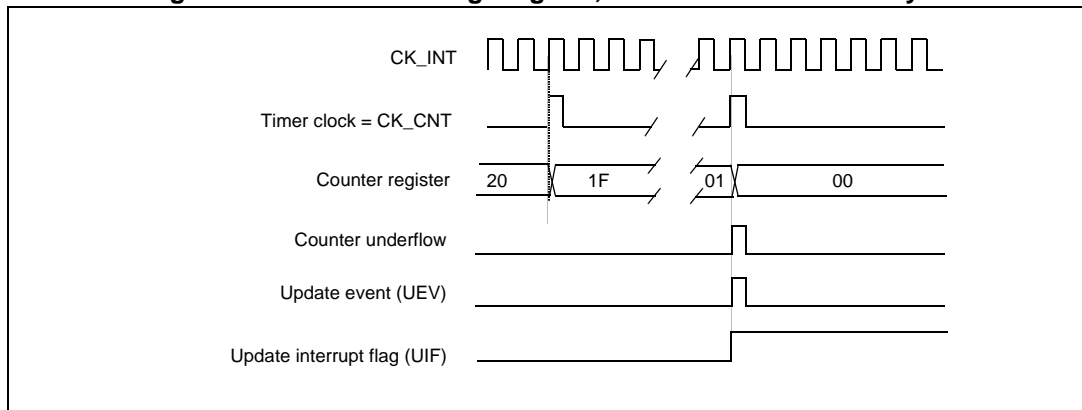 CK_INT
Timer clock = CK_CNT
Counter register 20 1F 01 00
Counter underflow
Update event (UEV)
Update interrupt flag (UIF)